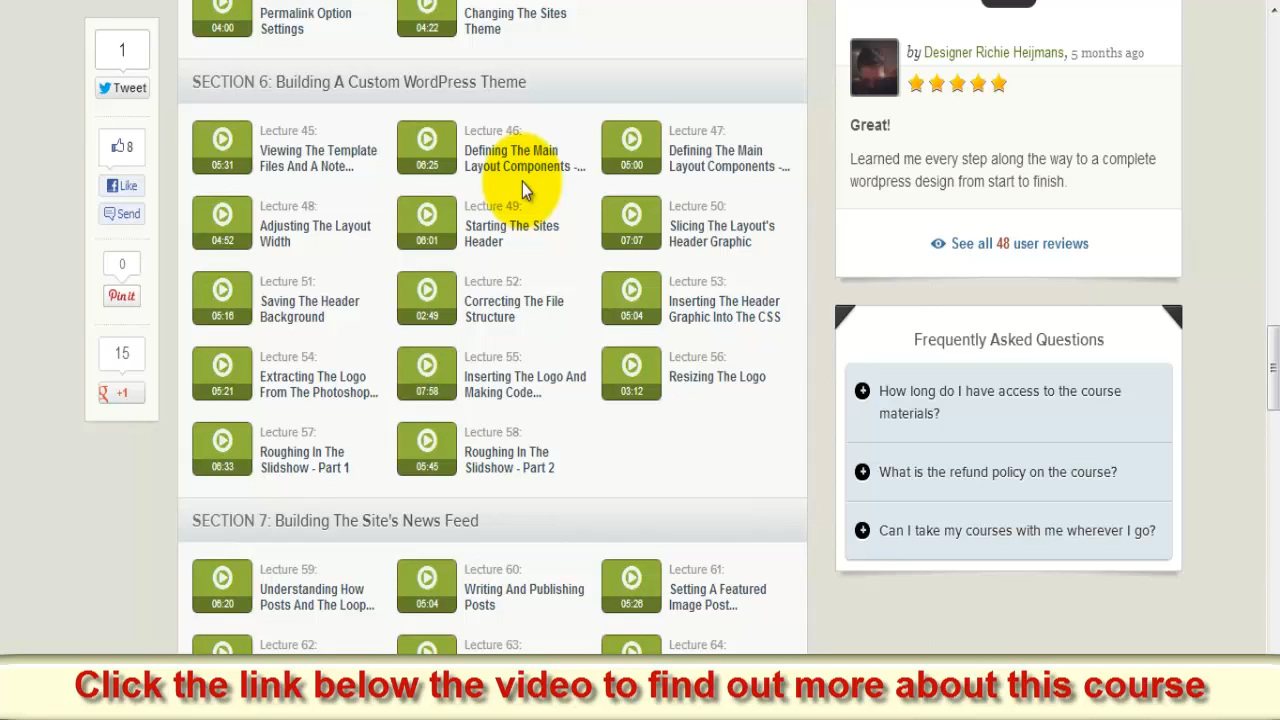 Permalink Option
Settings
04:00
Changing The Sites
Theme
04:22
1
Tweet
8
Like
Send
0
Pin it
15
+1
SECTION 6: Building A Custom WordPress Theme
Lecture 45:
Viewing The Template
Files And A Note...
05:31
Lecture 46:
Defining The Main
Layout Components -...
06:25
Lecture 47:
Defining The Main
Layout Components -...
05:00
Lecture 48:
Adjusting The Layout
Width
04:52
Lecture 49:
Starting The Sites
Header
06:01
Lecture 50:
Slicing The Layout's
Header Graphic
07:07
Lecture 51:
Saving The Header
Background
05:16
Lecture 52:
Correcting The File
Structure
02:49
Lecture 53:
Inserting The Header
Graphic Into The CSS
05:04
Lecture 54:
Extracting The Logo
From The Photoshop...
05:21
Lecture 55:
Inserting The Logo And
Making Code...
07:58
Lecture 56:
Resizing The Logo
03:12
Lecture 57:
Roughing In The
Slidshow - Part 1
06:33
Lecture 58:
Roughing In The
Slidshow - Part 2
05:45
SECTION 7: Building The Site's News Feed
Lecture 59:
Understanding How
Posts And The Loop...
06:20
Lecture 60:
Writing And Publishing
Posts
05:04
Lecture 61:
Setting A Featured
Image Post...
05:26
Lecture 62:
Lecture 63:
Lecture 64:
by Designer Richie Heijmans, 5 months ago
Great!
Learned me every step along the way to a complete
wordpress design from start to finish.
See all 48 user reviews
Frequently Asked Questions
How long do I have access to the course
materials?
What is the refund policy on the course?
Can I take my courses with me wherever I go?
Click the link below the video to find out more about this course